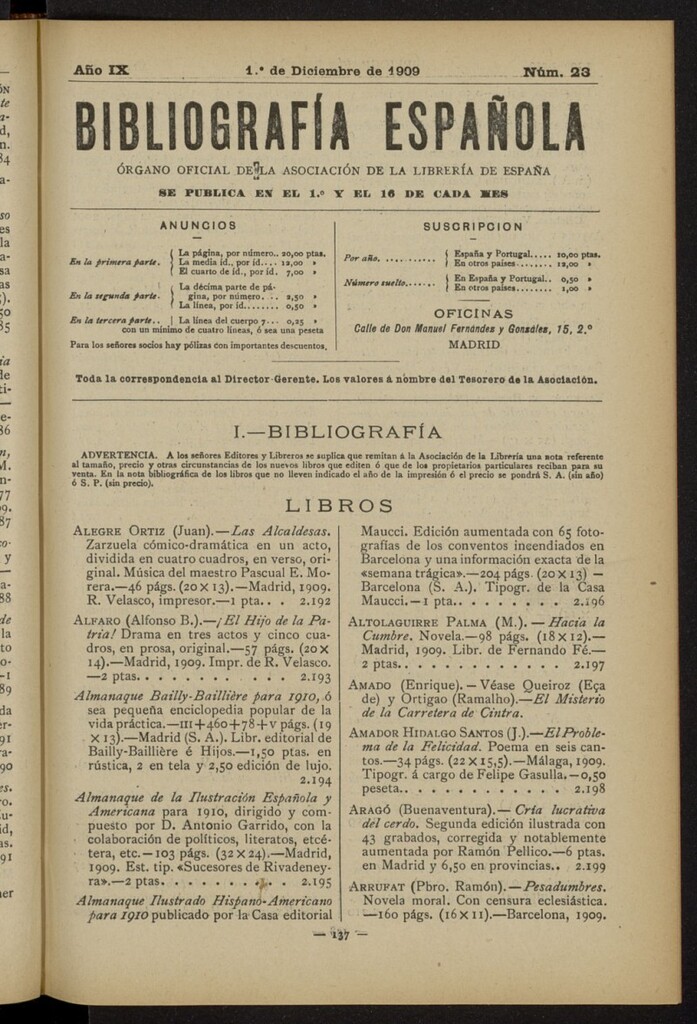 Año IX
1.º de Diciembre de 1909
Núm. 23
BIBLIOGRAFÍA ESPAÑOLA
ÓRGANO OFICIAL DE LA ASOCIACIÓN DE LA LIBRERÍA DE ESPAÑA
SE PUBLICA EN EL 1.º Y EL 16 DE CADA MES
ANUNCIOS
En la primera parte. La página, por número.. 20,00 ptas.
La media id., por id.... 12,00 »
El cuarto de id., por id. 7,00 »
En la segunda parte. La décima parte de pá-
gina, por número... 2,50 »
La línea, por id........ 0,50 »
En la tercera parte.. La línea del cuerpo 7... 0,25 »
con un mínimo de cuatro líneas, ó sea una peseta
Para los señores socios hay pólizas con importantes descuentos.
SUSCRIPCION
Por año. ........... España y Portugal..... 10,00 ptas.
En otros países........ 12,00 »
Número suelto...... En España y Portugal.. 0,50 »
En otros países........ 1,00 »
OFICINAS
Calle de Don Manuel Fernández y González, 15, 2.º
MADRID
Toda la correspondencia al Director-Gerente. Los valores á nombre del Tesorero de la Asociación.
I.—BIBLIOGRAFÍA
ADVERTENCIA. A los señores Editores y Libreros se suplica que remitan á la Asociación de la Librería una nota referente
al tamaño, precio y otras circunstancias de los nuevos libros que editen ó que de los propietarios particulares reciban para su
venta. En la nota bibliográfica de los libros que no lleven indicado el año de la impresión ó el precio se pondrá S. A. (sin año)
ó S. P. (sin precio).
LIBROS
ALEGRE ORTIZ (Juan).—Las Alcaldesas.
Zarzuela cómico-dramática en un acto,
dividida en cuatro cuadros, en verso, ori-
ginal. Música del maestro Pascual E. Mo-
rera.—46 págs. (20 × 13).—Madrid, 1909.
R. Velasco, impresor.—1 pta. . . 2.192
ALFARO (Alfonso B.).—¡El Hijo de la Pa-
tria! Drama en tres actos y cinco cua-
dros, en prosa, original.—57 págs. (20 ×
14).—Madrid, 1909. Impr. de R. Velasco.
—2 ptas. . . . . . . . . . . 2.193
Almanaque Bailly-Baillière para 1910, ó
sea pequeña enciclopedia popular de la
vida práctica.—III+460+78+V págs. (19
× 13).—Madrid (S. A.). Libr. editorial de
Bailly-Baillière é Hijos.—1,50 ptas. en
rústica, 2 en tela y 2,50 edición de lujo.
2.194
Almanaque de la Ilustración Española y
Americana para 1910, dirigido y com-
puesto por D. Antonio Garrido, con la
colaboración de políticos, literatos, etcé-
tera, etc.—103 págs. (32 × 24).—Madrid,
1909. Est. tip. «Sucesores de Rivadeney-
ra».—2 ptas. . . . . . . . . . 2.195
Almanaque Ilustrado Hispano-Americano
para 1910 publicado por la Casa editorial
Maucci. Edición aumentada con 65 foto-
grafías de los conventos incendiados en
Barcelona y una información exacta de la
«semana trágica».—204 págs. (20 × 13) —
Barcelona (S. A.). Tipogr. de la Casa
Maucci.—1 pta. . . . . . . . . 2.196
ALTOLAGUIRRE PALMA (M.).—Hacia la
Cumbre. Novela.—98 págs. (18 × 12).—
Madrid, 1909. Libr. de Fernando Fé.—
2 ptas. . . . . . . . . . . . 2.197
AMADO (Enrique).—Véase Queiroz (Eça
de) y Ortigao (Ramalho).—El Misterio
de la Carretera de Cintra.
AMADOR HIDALGO SANTOS (J.).—El Proble-
ma de la Felicidad. Poema en seis can-
tos.—34 págs. (22 × 15,5).—Málaga, 1909.
Tipogr. á cargo de Felipe Gasulla.—0,50
peseta. . . . . . . . . . . . 2.198
ARAGÓ (Buenaventura).—Cría lucrativa
del cerdo. Segunda edición ilustrada con
43 grabados, corregida y notablemente
aumentada por Ramón Pellico.—6 ptas.
en Madrid y 6,50 en provincias. . 2.199
ARRUFAT (Pbro. Ramón).—Pesadumbres.
Novela moral. Con censura eclesiástica.
—160 págs. (16 × 11).—Barcelona, 1909.
— 137 —